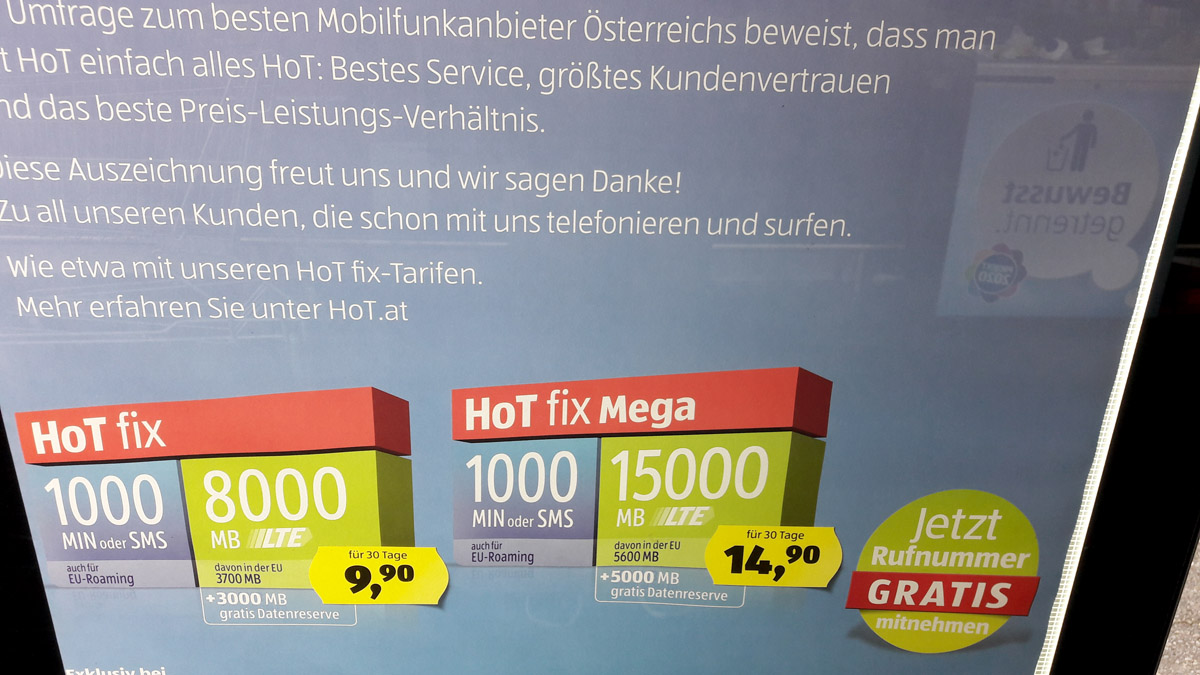 Umfrage zum besten Mobilfunkanbieter Österreichs beweist, dass man
t HoT einfach alles HoT: Bestes Service, größtes Kundenvertrauen
nd das beste Preis-Leistungs-Verhältnis.
Diese Auszeichnung freut uns und wir sagen Danke!
Zu all unseren Kunden, die schon mit uns telefonieren und surfen.
Wie etwa mit unseren HoT fix-Tarifen.
Mehr erfahren Sie unter HoT.at
Bewusst
getrennt.
HoT fix
1000
MIN oder SMS
auch für
EU-Roaming
8000
MB LTE
davon in der EU
3700 MB
+3000 MB
gratis Datenreserve
für 30 Tage
9,90
HoT fix Mega
1000
MIN oder SMS
auch für
EU-Roaming
15000
MB LTE
davon in der EU
5600 MB
+5000 MB
gratis Datenreserve
für 30 Tage
14,90
Jetzt
Rufnummer
GRATIS
mitnehmen
Exklusiv bei